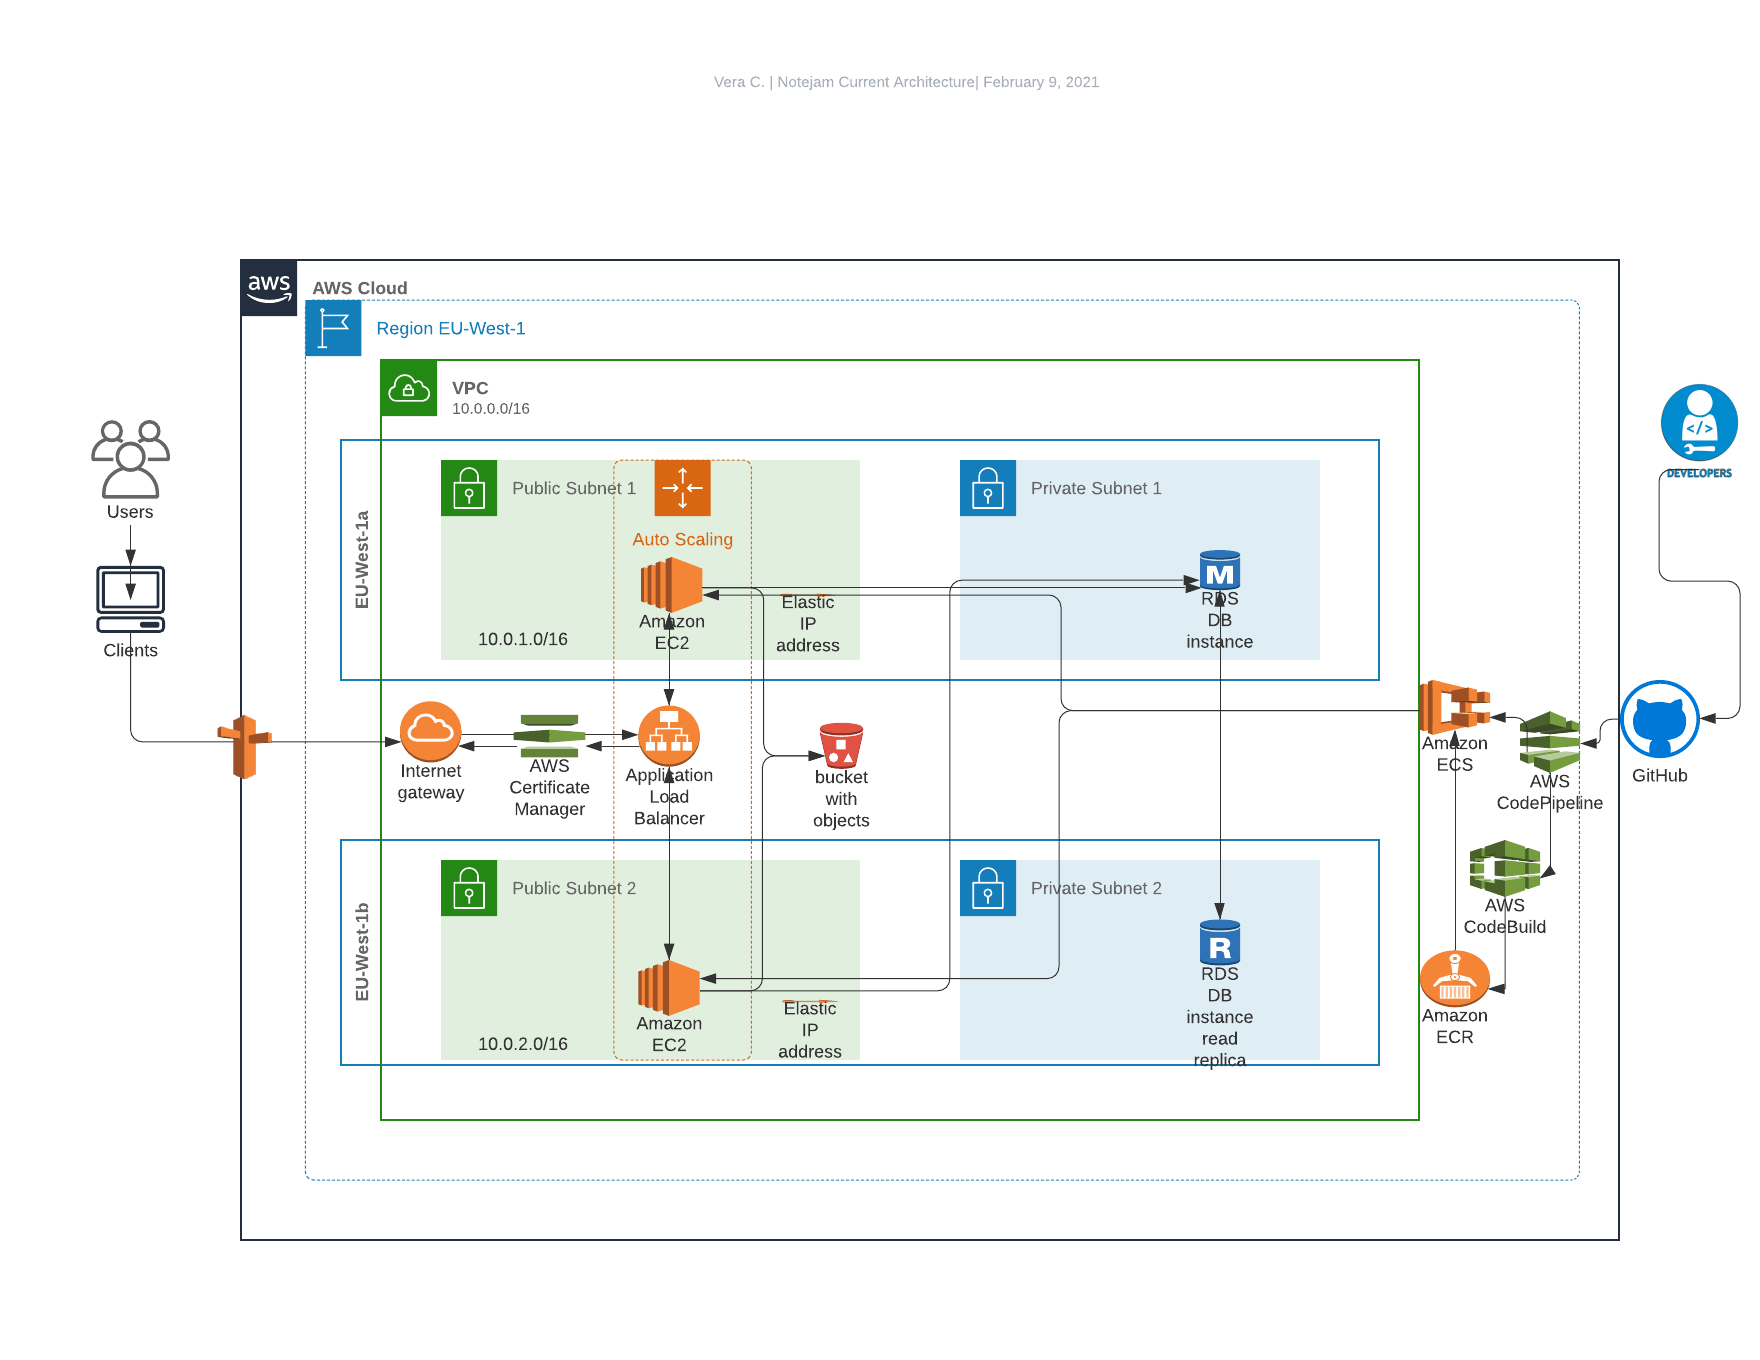 Vera C. | Notejam Current Architecture| February 9, 2021
aws
AWS Cloud
Region EU-West-1
VPC
10.0.0.0/16
Users
Clients
EU-West-1a
Public Subnet 1
Auto Scaling
Amazon
EC2
10.0.1.0/16
Elastic
IP
address
Private Subnet 1
M
RDS
DB
instance
</>
DEVELOPERS
Internet
gateway
AWS
Certificate
Manager
Application
Load
Balancer
bucket
with
objects
Amazon
ECS
AWS
CodePipeline
GitHub
EU-West-1b
Public Subnet 2
Amazon
EC2
10.0.2.0/16
Elastic
IP
address
Private Subnet 2
R
RDS
DB
instance
read
replica
AWS
CodeBuild
Amazon
ECR